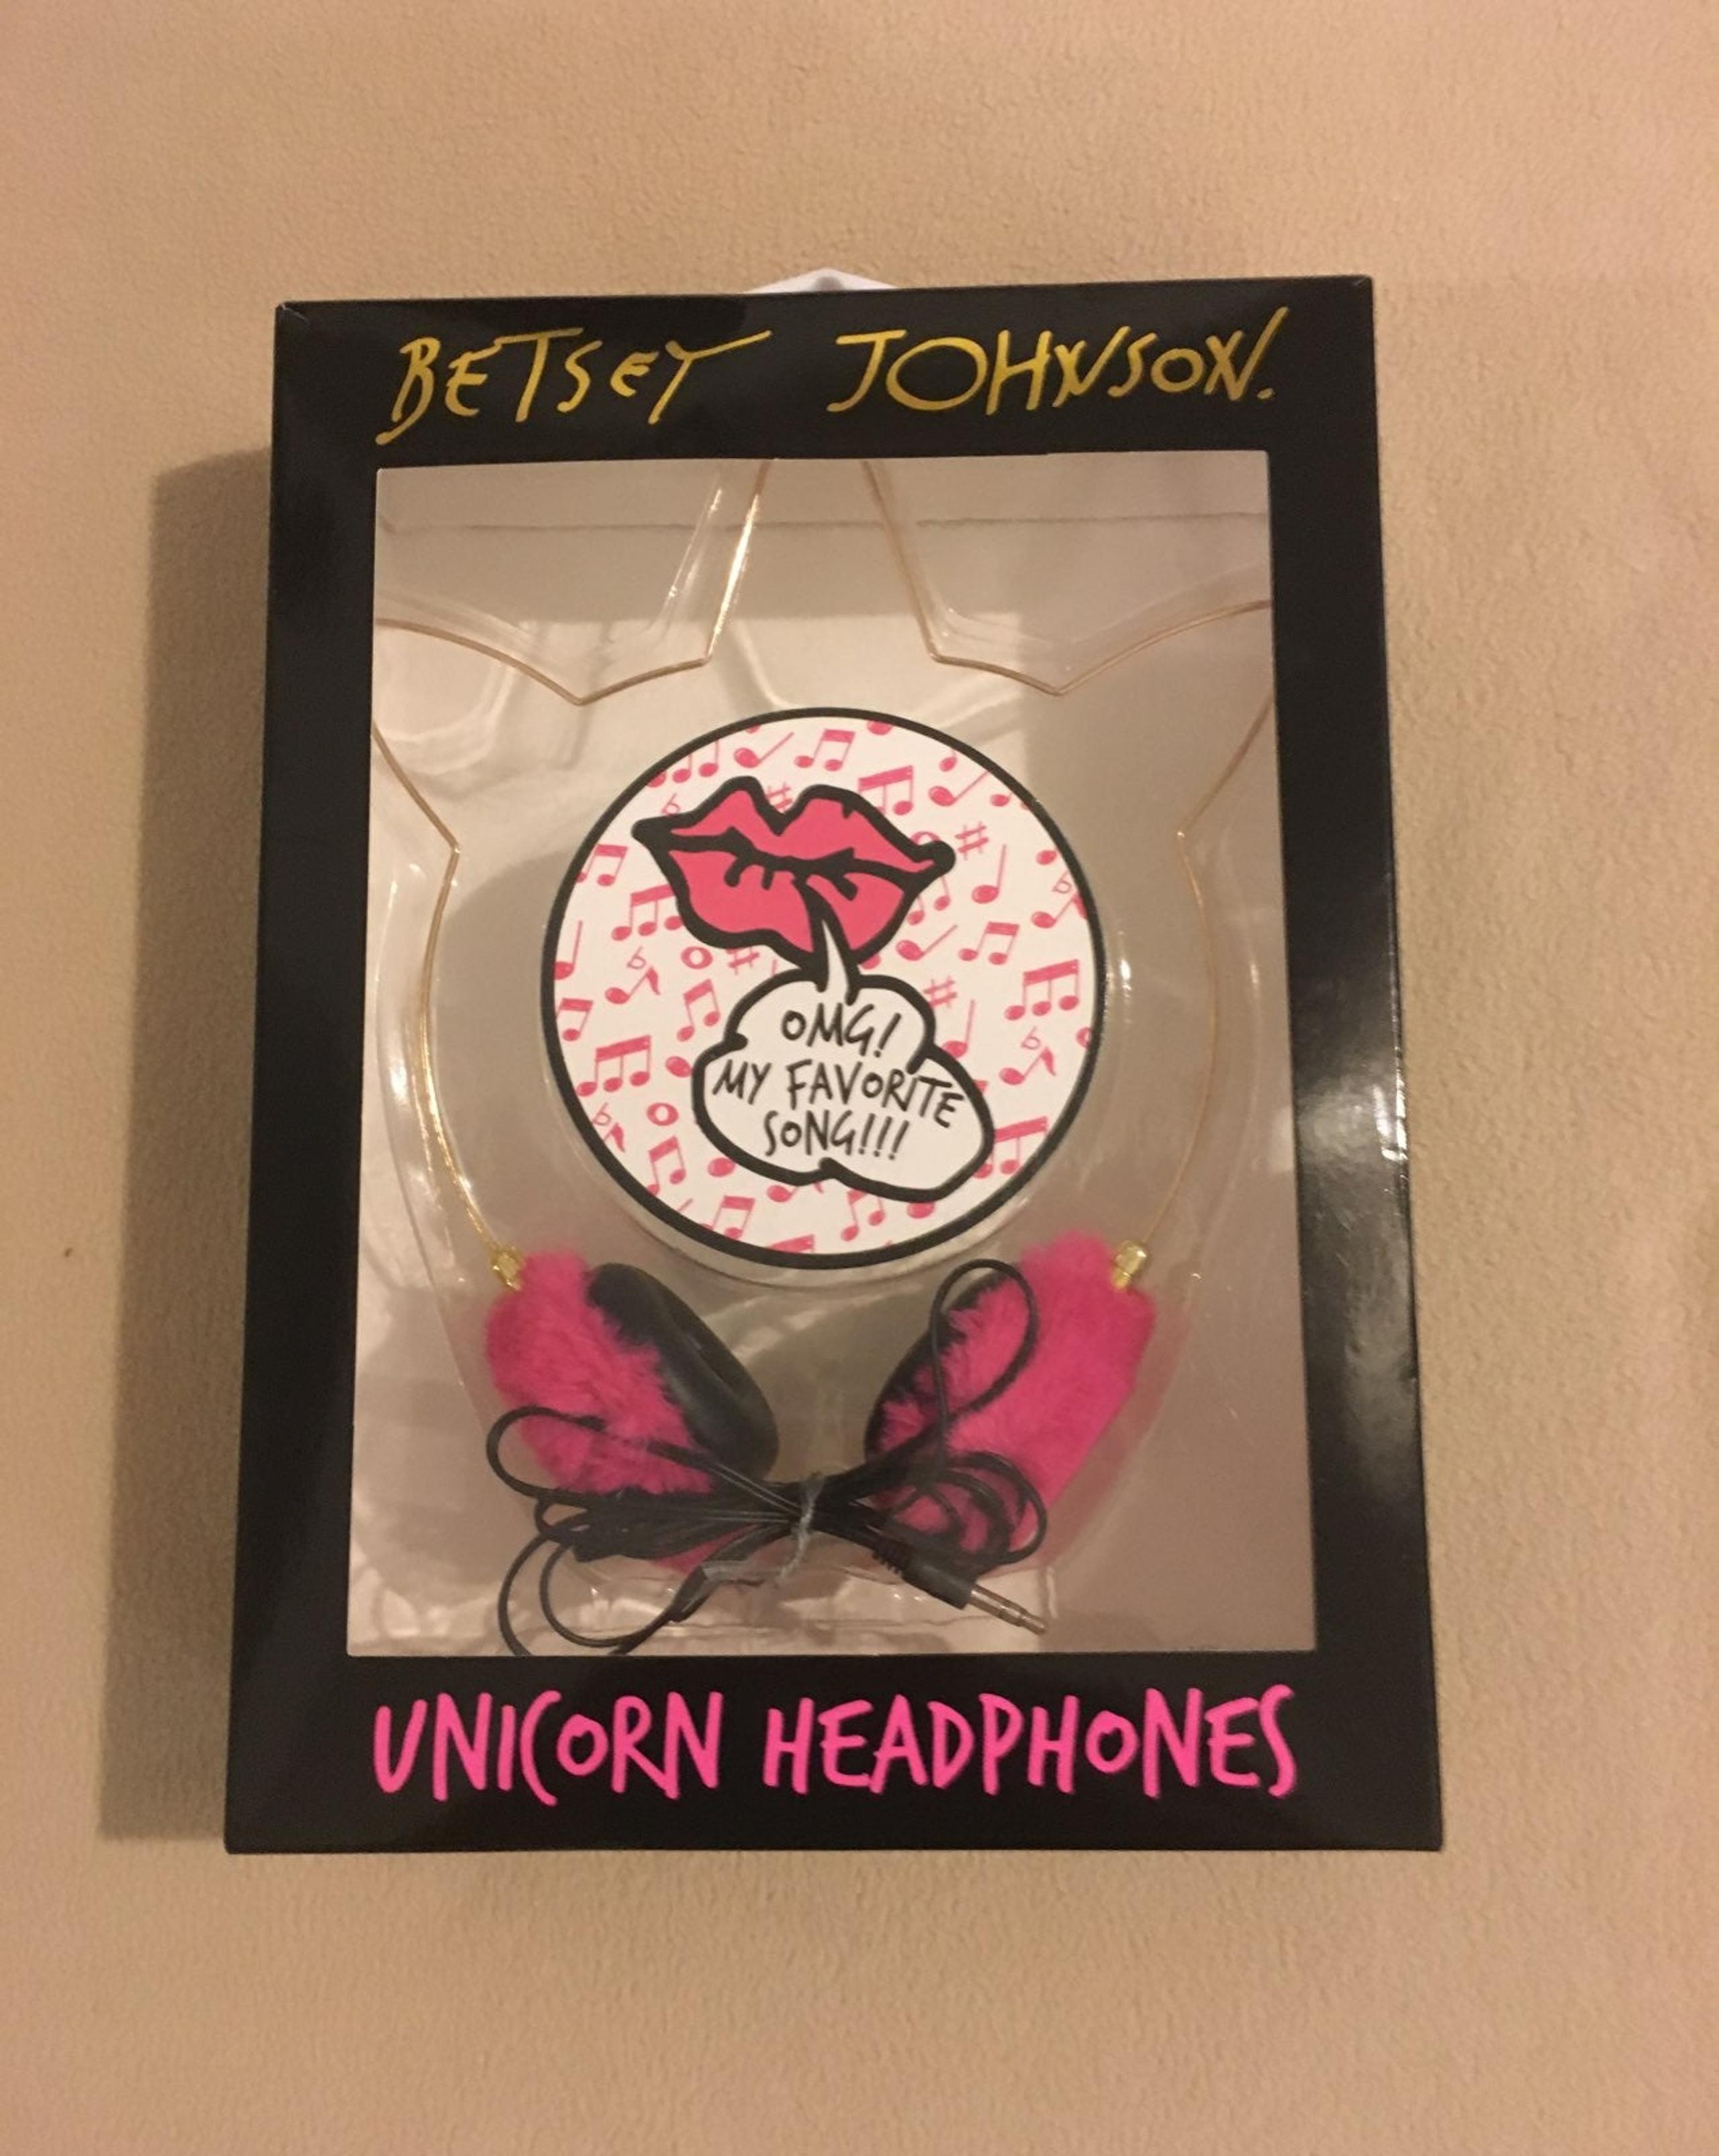 BETSEY JOHNSON.
OMG!
MY FAVORITE
SONG!!!
UNICORN HEADPHONES